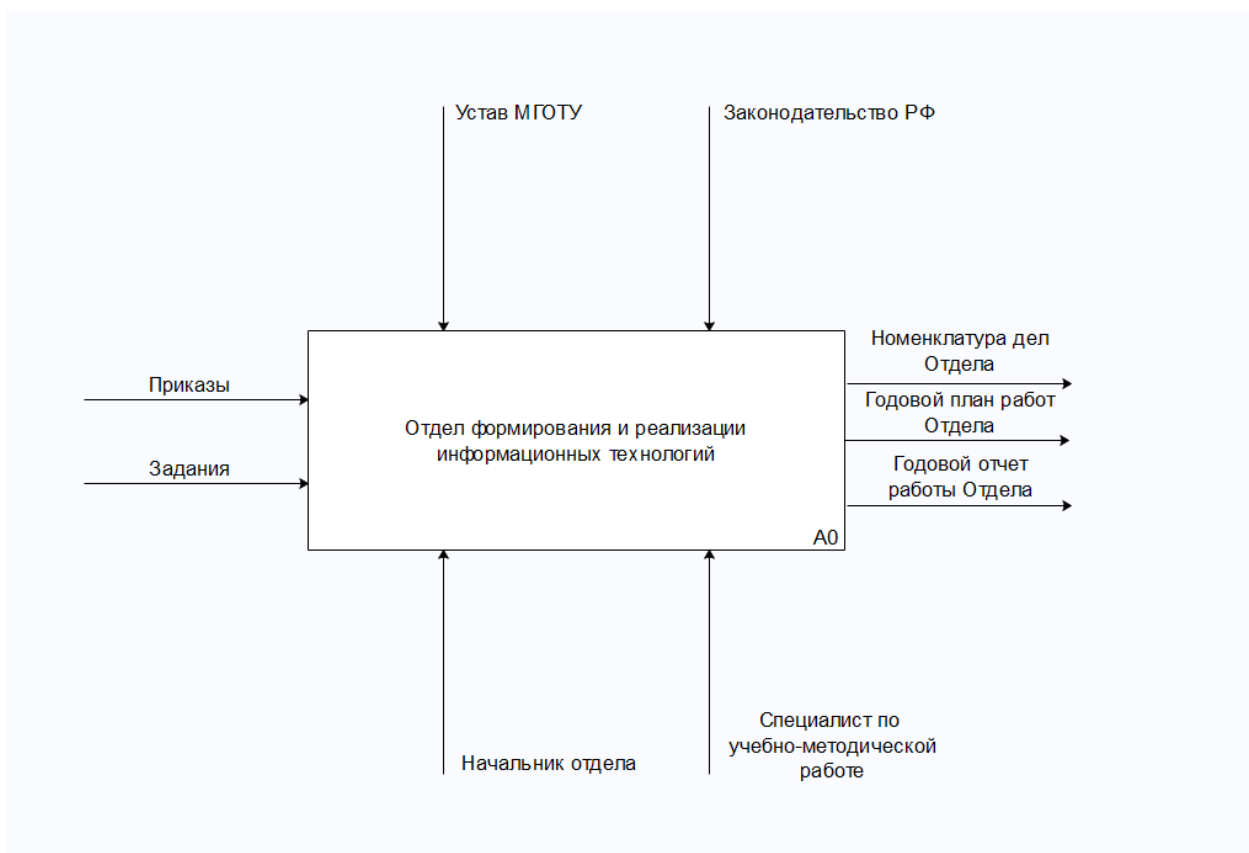 Устав МГОТУ
Законодательство РФ
Приказы
Задания
Отдел формирования и реализации
информационных технологий
А0
Номенклатура дел
Отдела
Годовой план работ
Отдела
Годовой отчет
работы Отдела
Начальник отдела
Специалист по
учебно-методической
работе